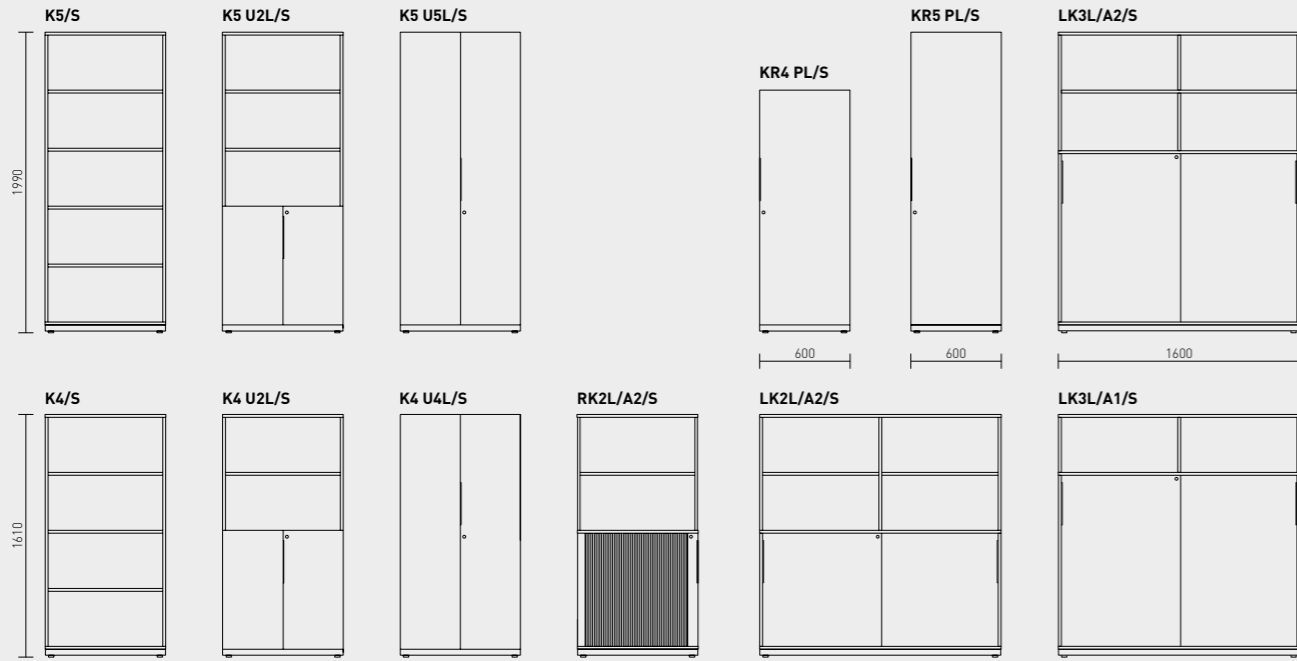 K5/S
K5 U2L/S
K5 U5L/S
KR5 PL/S
LK3L/A2/S
KR4 PL/S
1990
600
600
1600
K4/S
K4 U2L/S
K4 U4L/S
RK2L/A2/S
LK2L/A2/S
LK3L/A1/S
1610